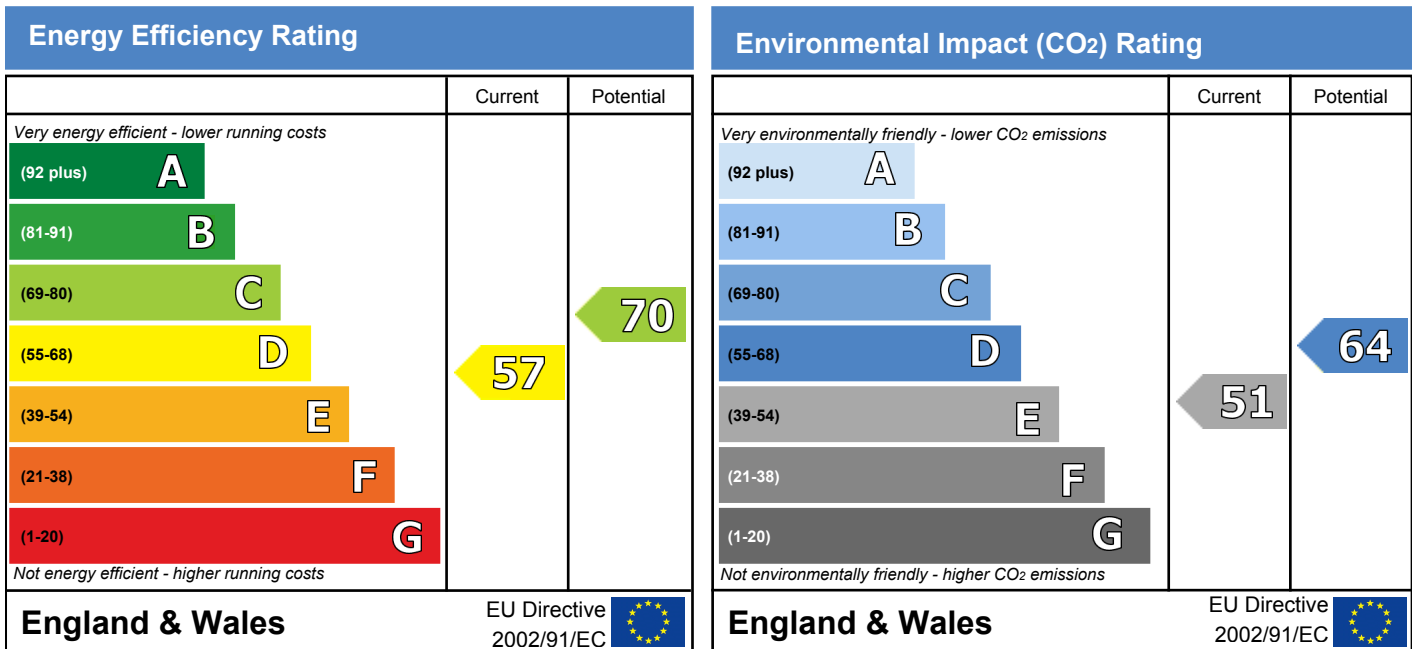 Energy Efficiency Rating
Current Potential
Very energy efficient - lower running costs
(92 plus) A
(81-91) B
(69-80) C
70
(55-68) D
57
(39-54) E
(21-38) F
(1-20) G
Not energy efficient - higher running costs
England & Wales
EU Directive
2002/91/EC
Environmental Impact (CO2) Rating
Current Potential
Very environmentally friendly - lower CO2 emissions
(92 plus) A
(81-91) B
(69-80) C
(55-68) D
64
(39-54) E
51
(21-38) F
(1-20) G
Not environmentally friendly - higher CO2 emissions
England & Wales
EU Directive
2002/91/EC